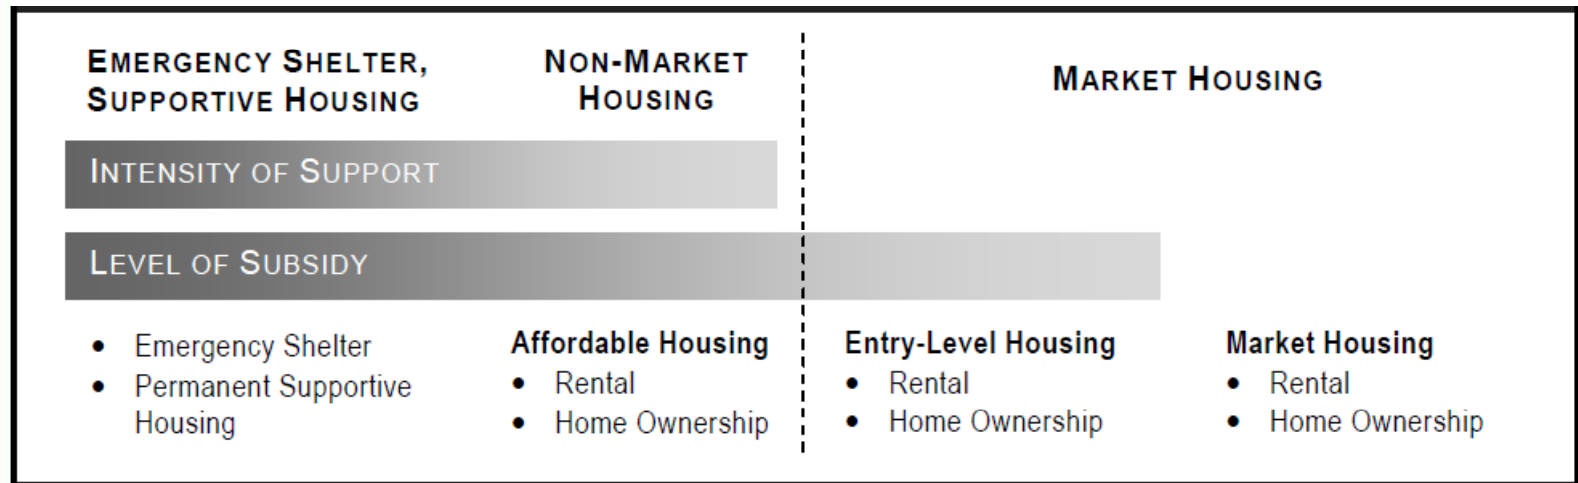 EMERGENCY SHELTER,
SUPPORTIVE HOUSING
NON-MARKET
HOUSING
MARKET HOUSING
INTENSITY OF SUPPORT
LEVEL OF SUBSIDY
• Emergency Shelter
• Permanent Supportive
Housing
Affordable Housing
• Rental
• Home Ownership
Entry-Level Housing
• Rental
• Home Ownership
Market Housing
• Rental
• Home Ownership